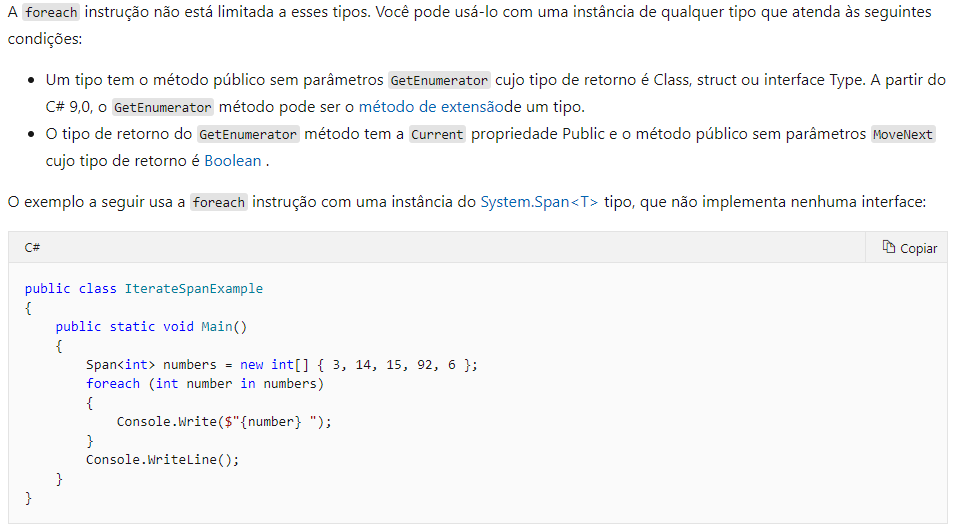 A foreach instrução não está limitada a esses tipos. Você pode usá-lo com uma instância de qualquer tipo que atenda às seguintes
condições:
• Um tipo tem o método público sem parâmetros GetEnumerator cujo tipo de retorno é Class, struct ou interface Type. A partir do
C# 9,0, o GetEnumerator método pode ser o método de extensãode um tipo.
• O tipo de retorno do GetEnumerator método tem a Current propriedade Public e o método público sem parâmetros MoveNext
cujo tipo de retorno é Boolean .
O exemplo a seguir usa a foreach instrução com uma instância do System.Span<T> tipo, que não implementa nenhuma interface:
C# Copiar
public class IterateSpanExample
{
    public static void Main()
    {
        Span<int> numbers = new int[] { 3, 14, 15, 92, 6 };
        foreach (int number in numbers)
        {
            Console.Write($"{number} ");
        }
        Console.WriteLine();
    }
}